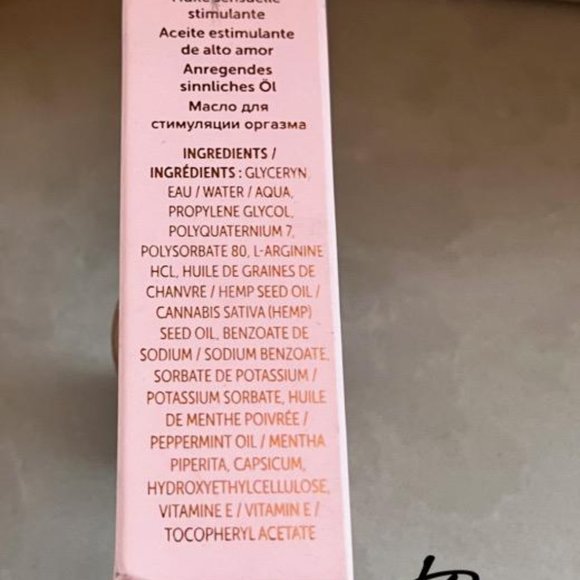 Huile sensuelle
stimulante
Aceite estimulante
de alto amor
Anregendes
sinnliches Öl
Масло для
стимуляции оргазма
INGREDIENTS /
INGRÉDIENTS : GLYCERYN,
EAU / WATER / AQUA,
PROPYLENE GLYCOL,
POLYQUATERNIUM 7,
POLYSORBATE 80, L-ARGININE
HCL, HUILE DE GRAINES DE
CHANVRE / HEMP SEED OIL /
CANNABIS SATIVA (HEMP)
SEED OIL, BENZOATE DE
SODIUM / SODIUM BENZOATE,
SORBATE DE POTASSIUM /
POTASSIUM SORBATE, HUILE
DE MENTHE POIVRÉE /
PEPPERMINT OIL / MENTHA
PIPERITA, CAPSICUM,
HYDROXYETHYLCELLULOSE,
VITAMINE E / VITAMIN E /
TOCOPHERYL ACETATE